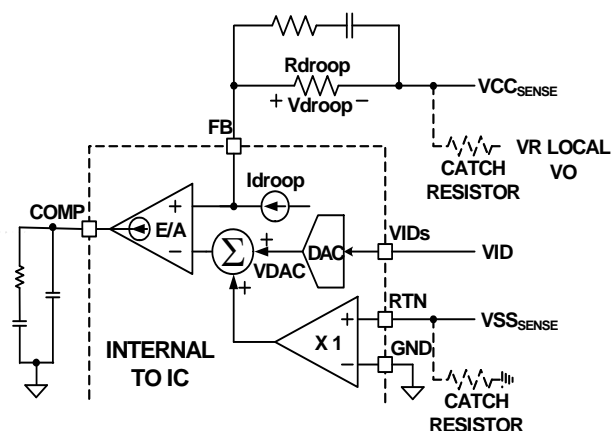 Rdroop
+ Vdroop −
VCCSENSE
FB
CATCH
RESISTOR
VR LOCAL
VO
Idroop
COMP
+
E/A
−
VIDs
+
Σ
VDAC
DAC
VID
+
RTN
VSSSENSE
+
X 1
−
GND
INTERNAL
TO IC
CATCH
RESISTOR